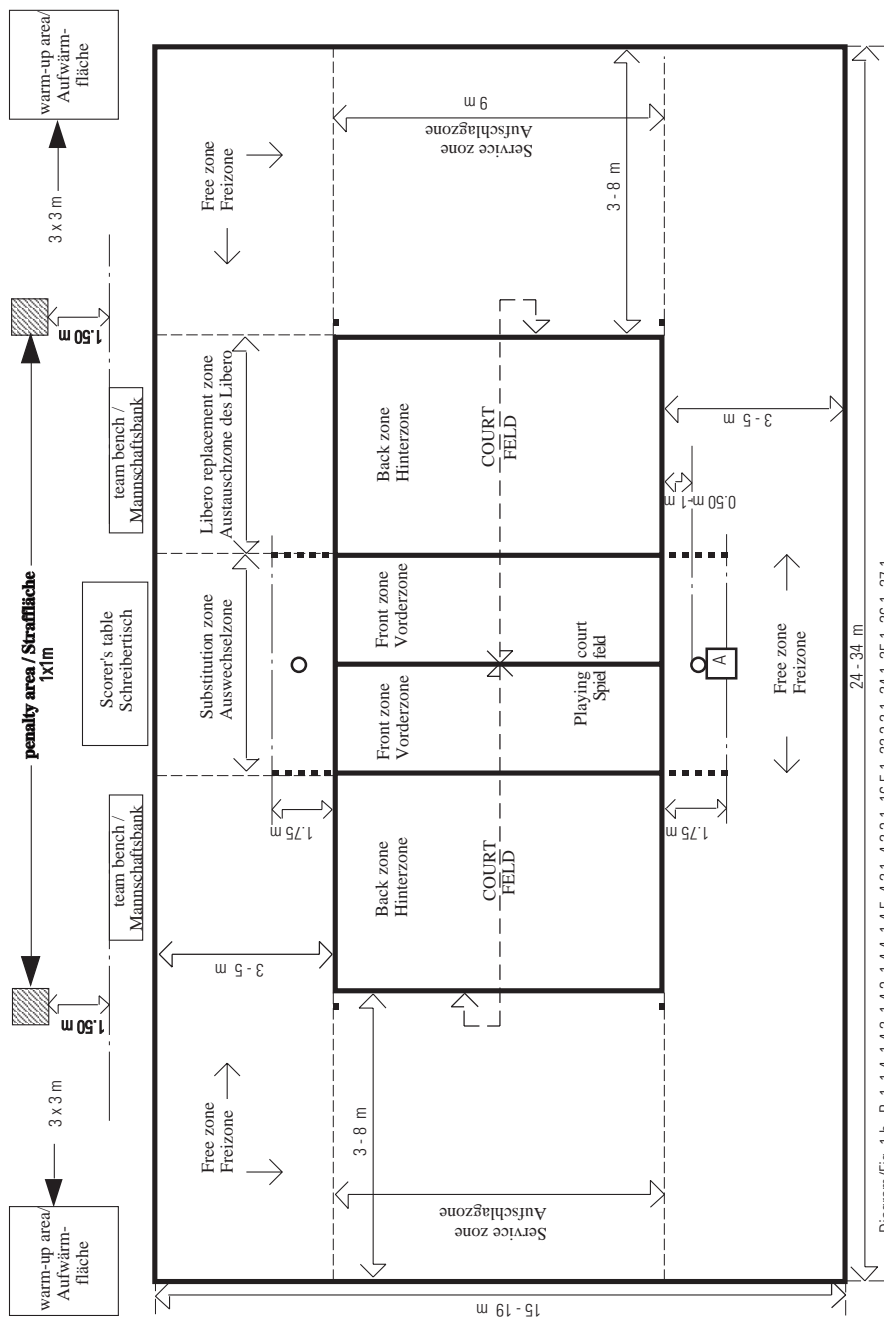 warm-up area/
Aufwärm-
fläche
3 x 3 m
1.50 m
penalty area / Straffläche
1x1m
1.50 m
3 x 3 m
warm-up area/
Aufwärm-
fläche
team bench /
Mannschaftsbank
Scorer's table
Schreibertisch
team bench /
Mannschaftsbank
Free zone
Freizone
3 - 5 m
Substitution zone
Auswechselzone
Libero replacement zone
Austauschzone des Libero
Free zone
Freizone
1.75 m
3 - 8 m
Back zone
Hinterzone
Front zone
Vorderzone
Front zone
Vorderzone
Back zone
Hinterzone
9 m
COURT
FELD
COURT
FELD
Service zone
Aufschlagzone
Service zone
Aufschlagzone
Playing court
Spiel feld
3 - 8 m
1.75 m
A
0.50 m-1 m
3 - 5 m
Free zone
Freizone
15 - 19 m
24 - 34 m